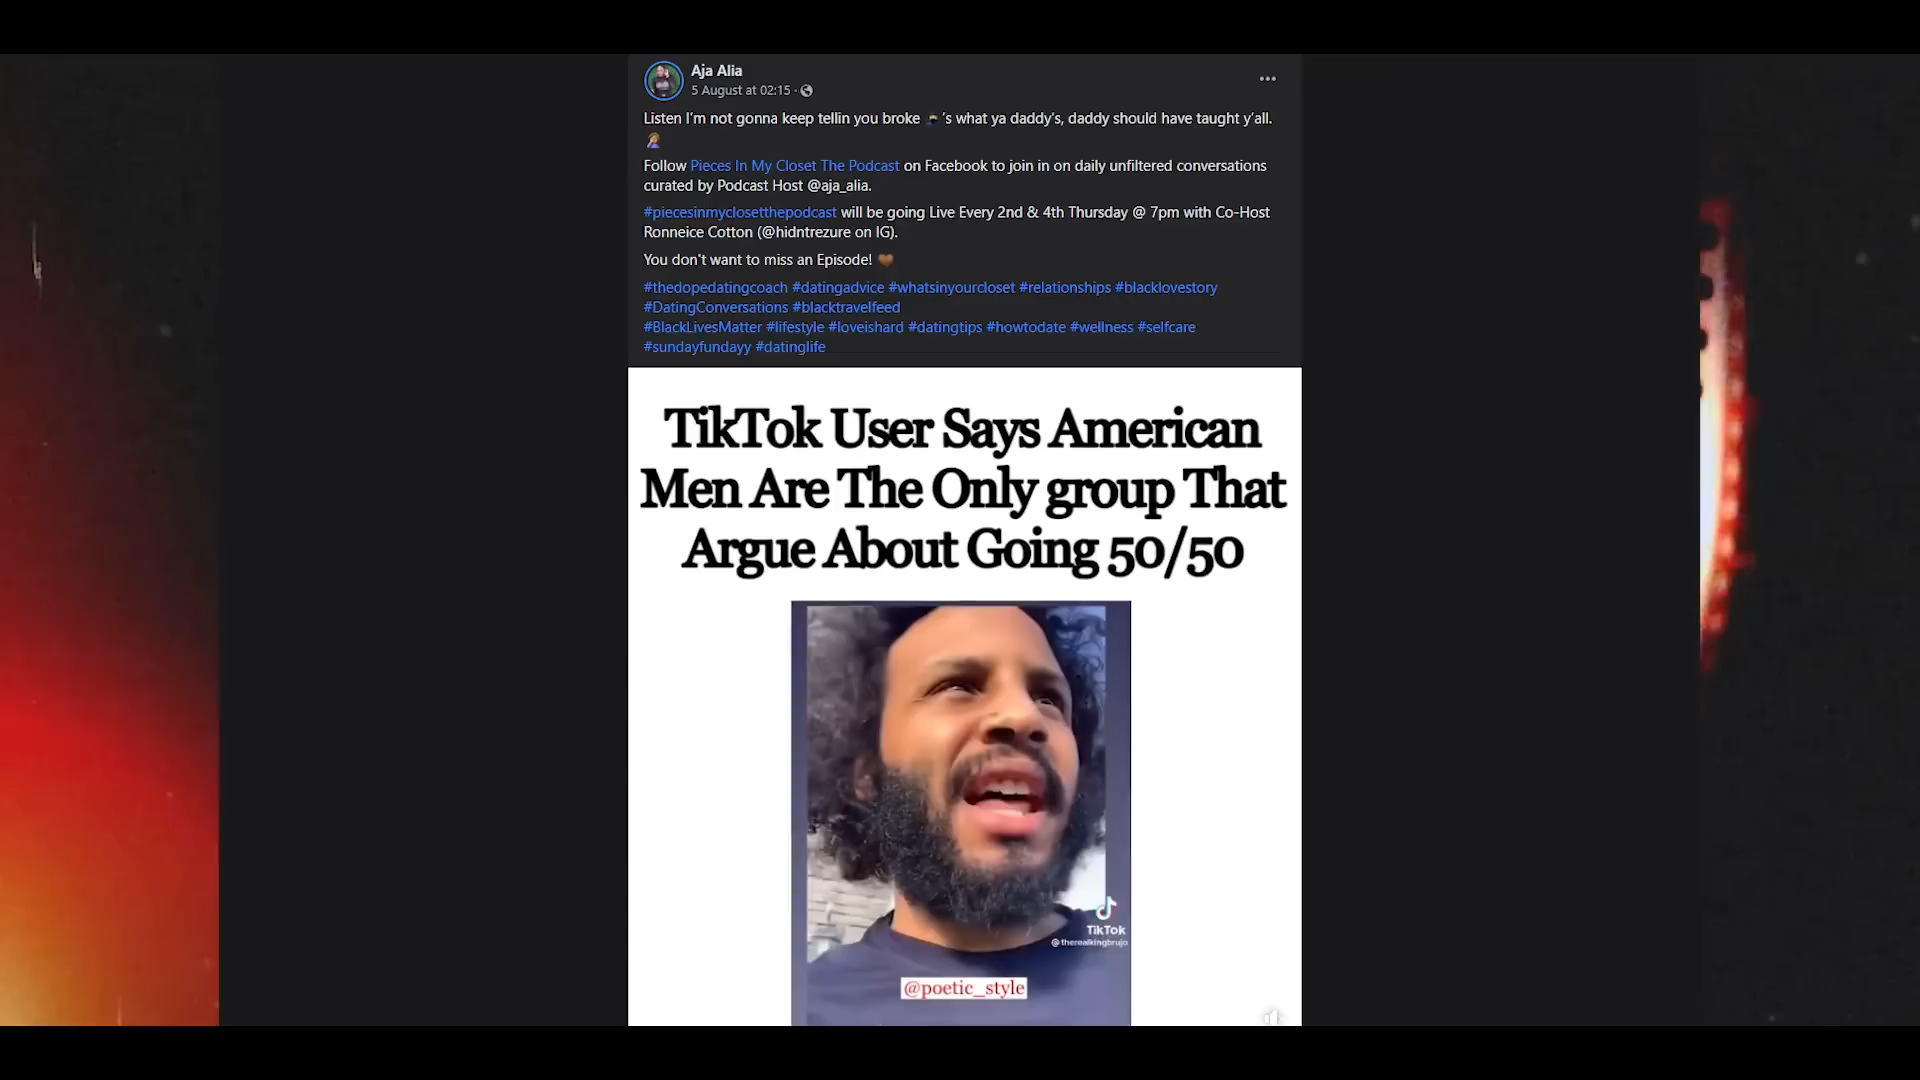 Aja Alia
5 August at 02:15 ·
Listen I'm not gonna keep tellin you broke 🥷🏿's what ya daddy's, daddy should have taught y'all.
🤦🏽‍♀️
Follow Pieces In My Closet The Podcast on Facebook to join in on daily unfiltered conversations
curated by Podcast Host @aja_alia.
#piecesinmyclosetthepodcast will be going Live Every 2nd & 4th Thursday @ 7pm with Co-Host
Ronneice Cotton (@hidntrezure on IG).
You don't want to miss an Episode! 🤎
#thedopedatingcoach #datingadvice #whatsinyourcloset #relationships #blacklovestory
#DatingConversations #blacktravelfeed
#BlackLivesMatter #lifestyle #loveishard #datingtips #howtodate #wellness #selfcare
#sundayfundayy #datinglife
TikTok User Says American
Men Are The Only group That
Argue About Going 50/50
TikTok
@therealkingbrujo
@poetic_style